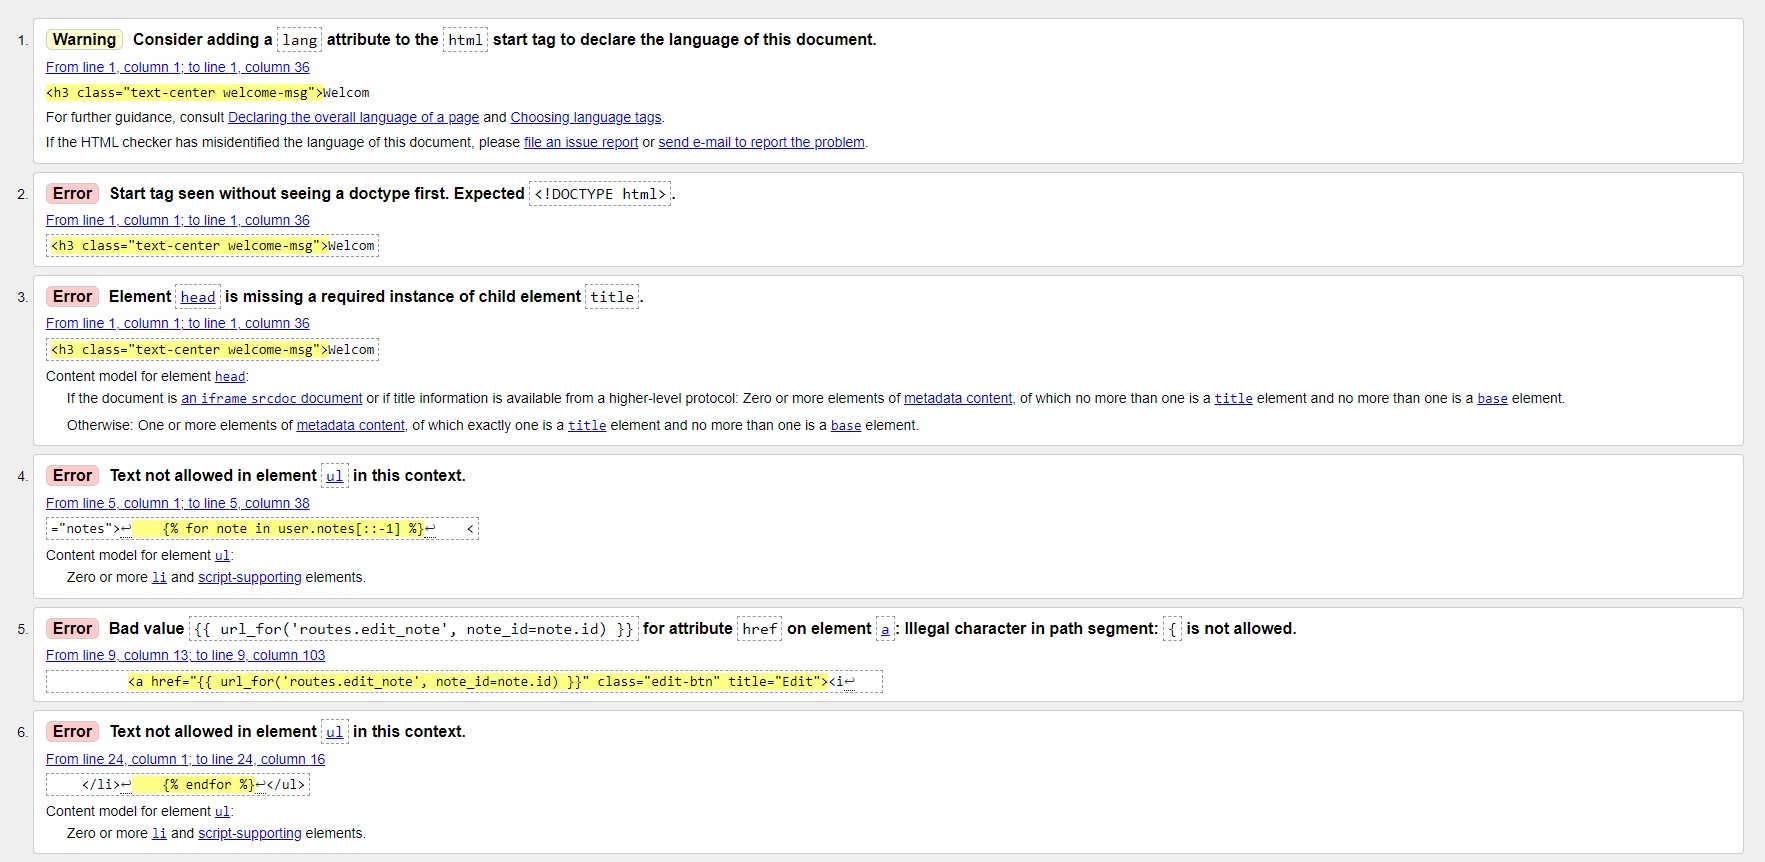 1. Warning Consider adding a lang attribute to the html start tag to declare the language of this document.
From line 1, column 1; to line 1, column 36
<h3 class="text-center welcome-msg">Welcom
For further guidance, consult Declaring the overall language of a page and Choosing language tags.
If the HTML checker has misidentified the language of this document, please file an issue report or send e-mail to report the problem.
2. Error Start tag seen without seeing a doctype first. Expected <!DOCTYPE html>.
From line 1, column 1; to line 1, column 36
<h3 class="text-center welcome-msg">Welcom
3. Error Element head is missing a required instance of child element title.
From line 1, column 1; to line 1, column 36
<h3 class="text-center welcome-msg">Welcom
Content model for element head:
If the document is an iframe srcdoc document or if title information is available from a higher-level protocol: Zero or more elements of metadata content, of which no more than one is a title element and no more than one is a base element.
Otherwise: One or more elements of metadata content, of which exactly one is a title element and no more than one is a base element.
4. Error Text not allowed in element ul in this context.
From line 5, column 1; to line 5, column 38
="notes">↩    {% for note in user.notes[::-1] %}↩    <
Content model for element ul:
Zero or more li and script-supporting elements.
5. Error Bad value {{ url_for('routes.edit_note', note_id=note.id) }} for attribute href on element a: Illegal character in path segment: { is not allowed.
From line 9, column 13; to line 9, column 103
<a href="{{ url_for('routes.edit_note', note_id=note.id) }}" class="edit-btn" title="Edit"><i↩
6. Error Text not allowed in element ul in this context.
From line 24, column 1; to line 24, column 16
</li>↩    {% endfor %}↩</ul>
Content model for element ul:
Zero or more li and script-supporting elements.